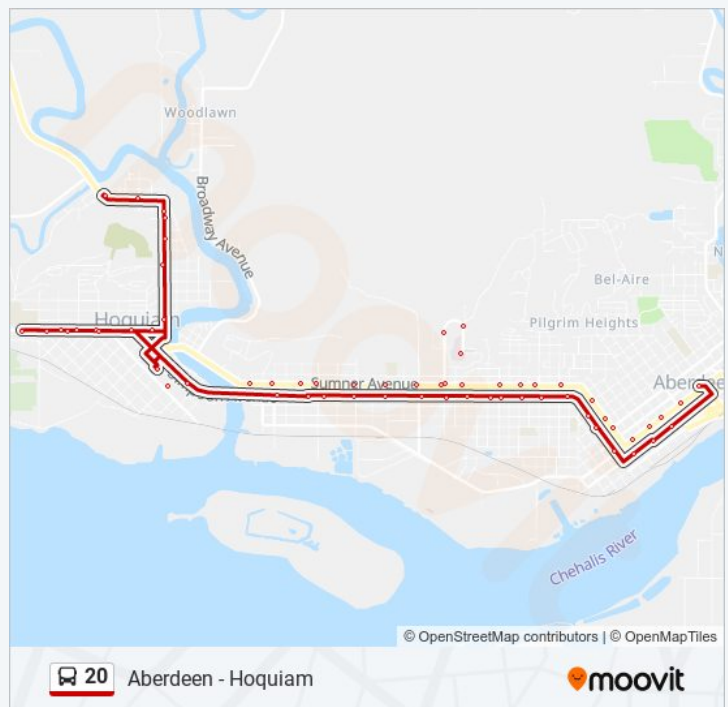 Woodlawn
Broadway Avenue
Bel-Aire
Hoquiam
Pilgrim Heights
Sumner Avenue
Aberdee
Chehalis River
© OpenStreetMap contributors | © OpenMapTiles
20 Aberdeen - Hoquiam
moovit